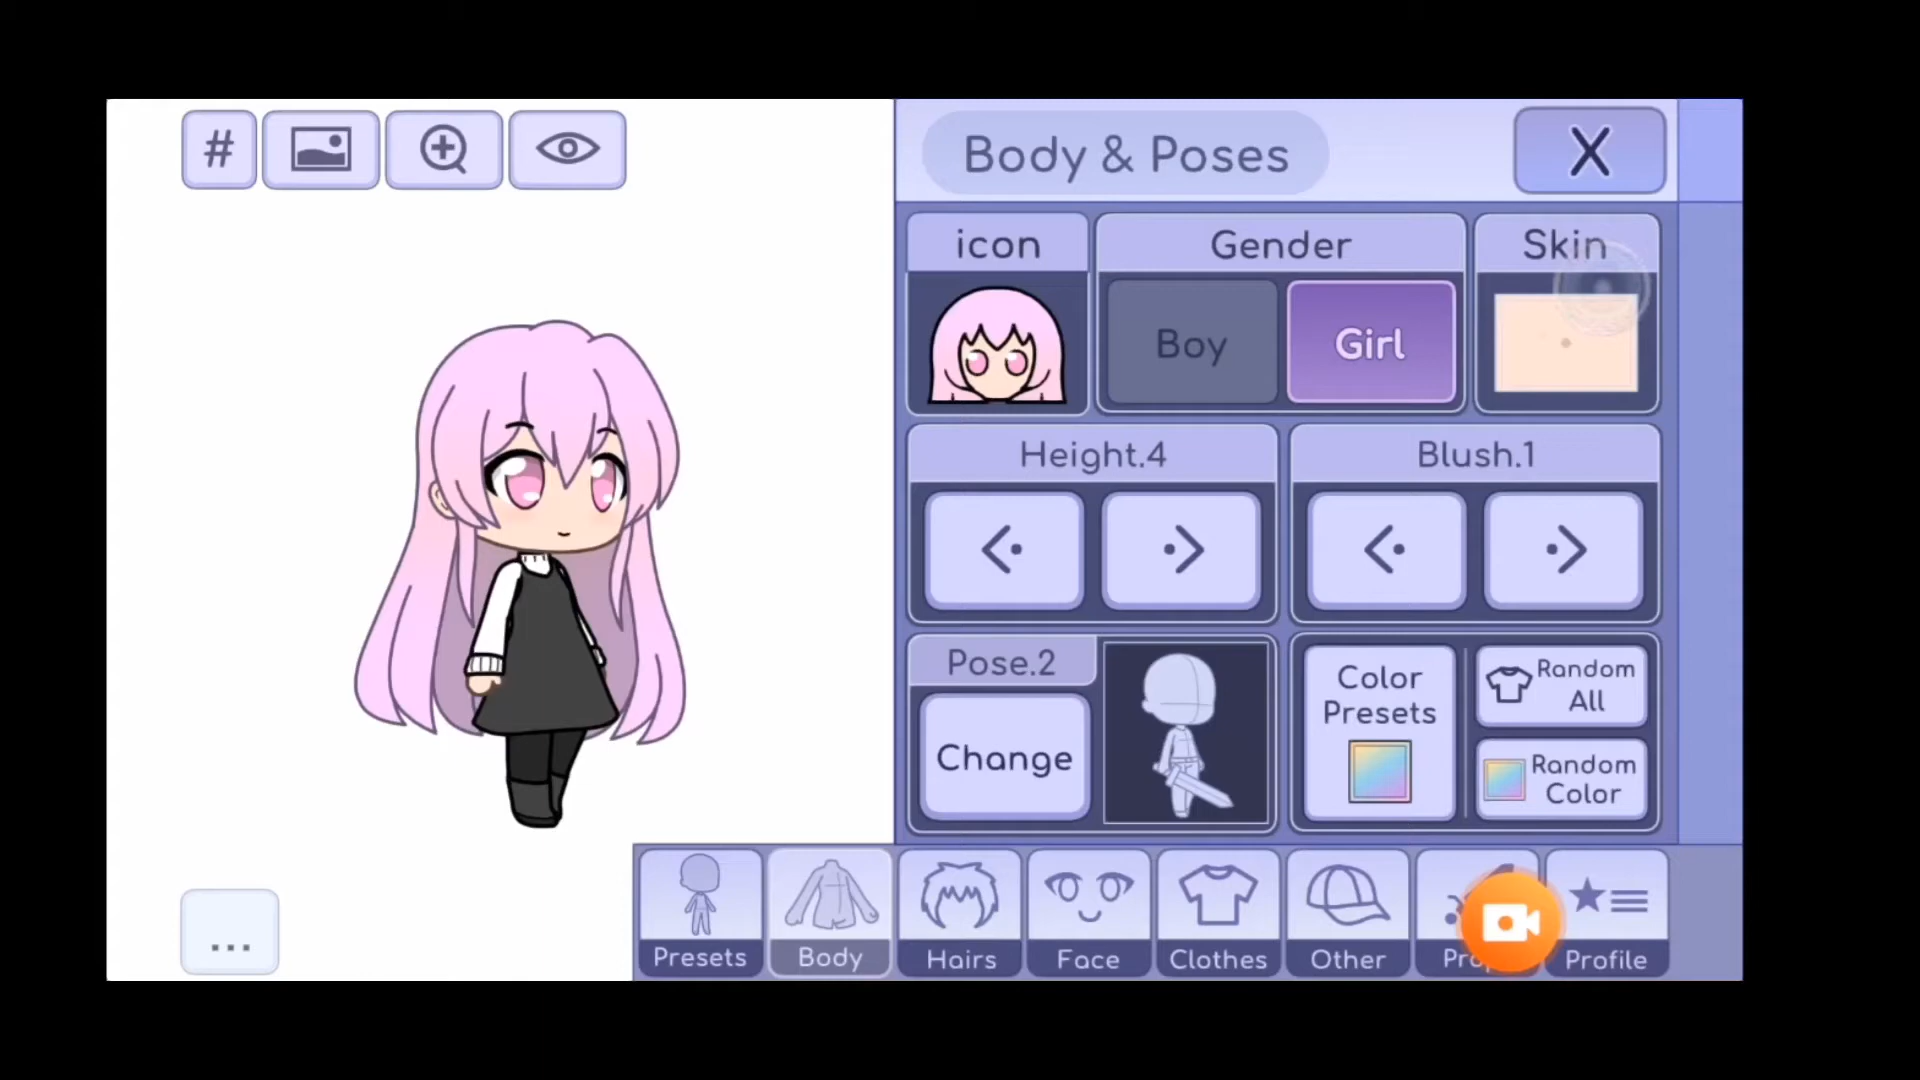 #
Body & Poses
X
icon
Gender
Skin
Boy
Girl
Height.4
Blush.1
Pose.2
Change
Color
Presets
Random
All
Random
Color
...
Presets
Body
Hairs
Face
Clothes
Other
Profile